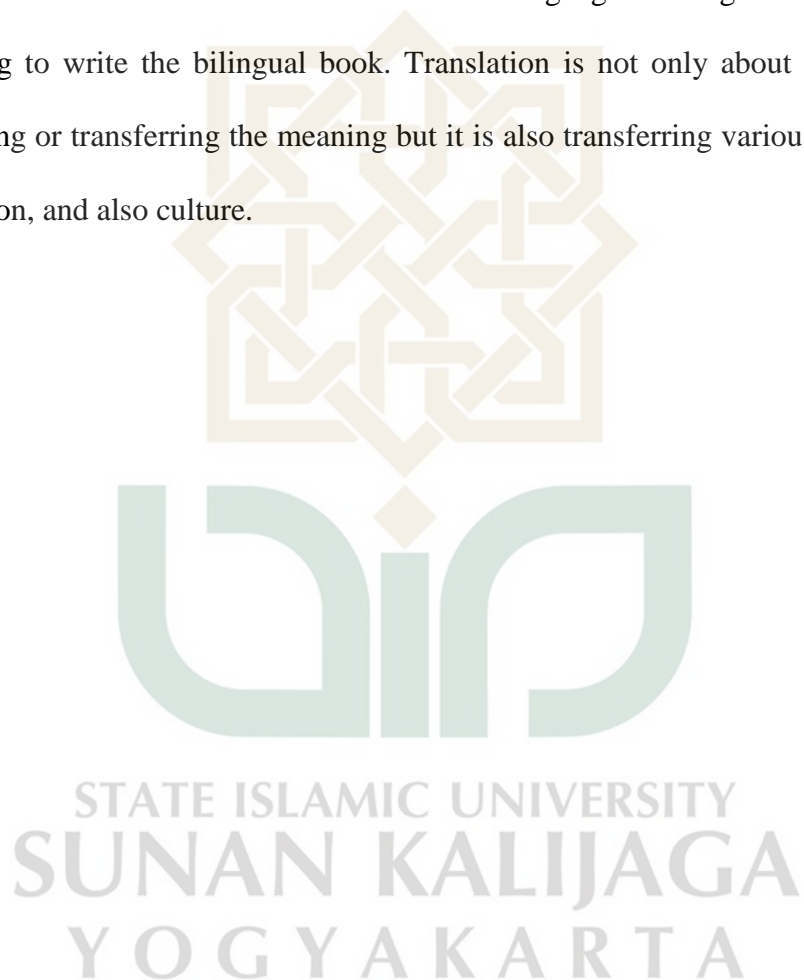 g to write the bilingual book. Translation is not only about
ng or transferring the meaning but it is also transferring variou
on, and also culture.
STATE ISLAMIC UNIVERSITY
SUNAN KALIJAGA
YOGYAKARTA